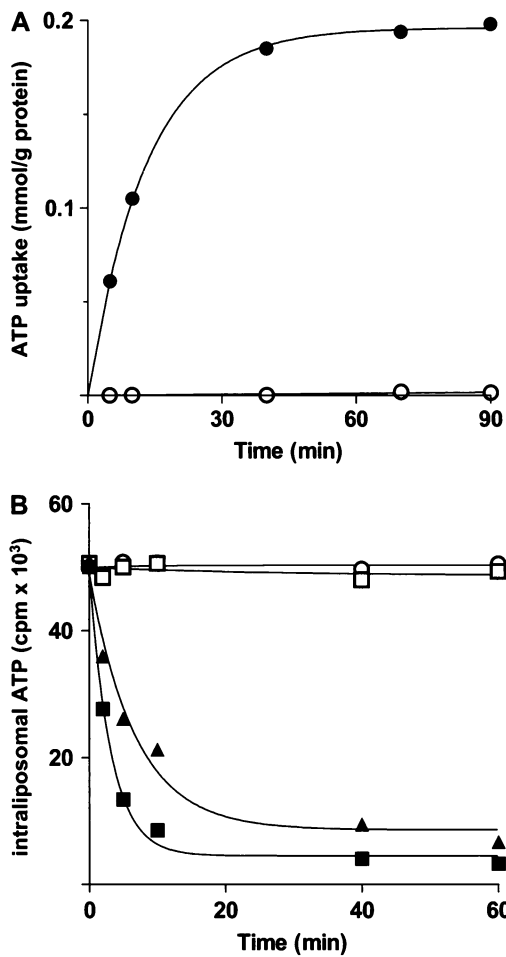 A
0.2
0.1
0 30 60 90
ATP uptake (mmol/g protein)
Time (min)
B
60
40
20
0 20 40 60
intraliposomal ATP (cpm x 10³)
Time (min)